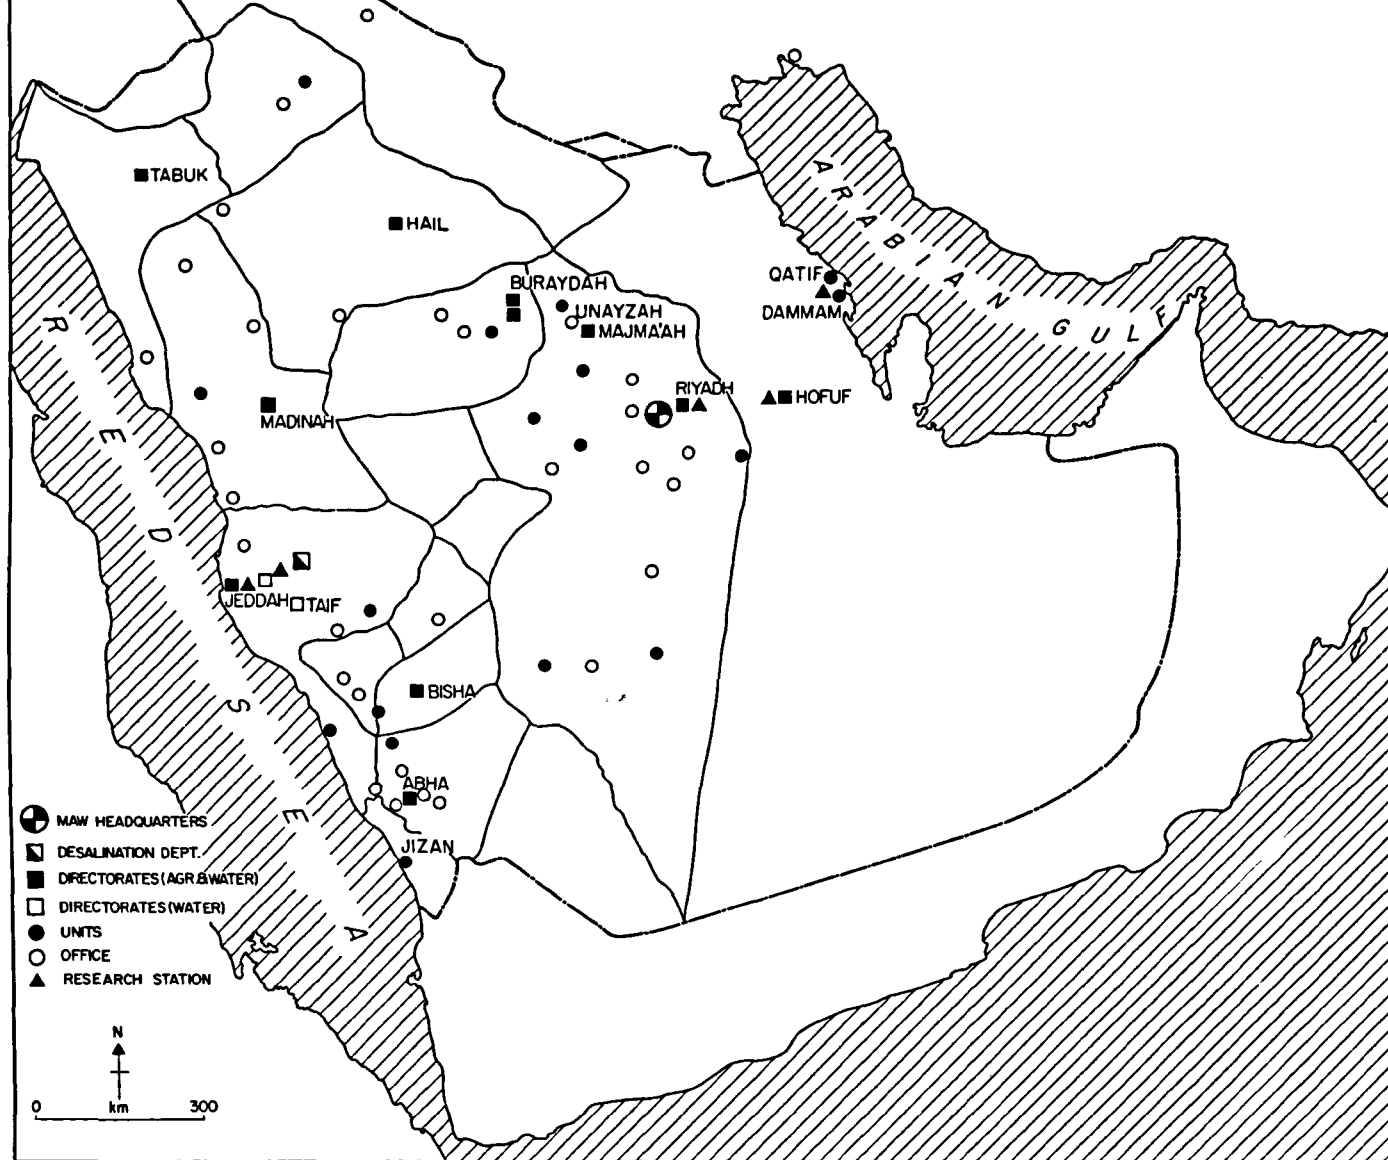 TABUK
HAIL
ARABIAN GULF
QATIF
BURAYDAH
UNAYZAH
DAMMAM
MAJMA'AH
RED SEA
RIYADH
HOFUF
MADINAH
JEDDAH
TAIF
BISHA
ABHA
JIZAN
MAW HEADQUARTERS
DESALINATION DEPT.
DIRECTORATES (AGR.&WATER)
DIRECTORATES (WATER)
UNITS
OFFICE
RESEARCH STATION
N
0 km 300